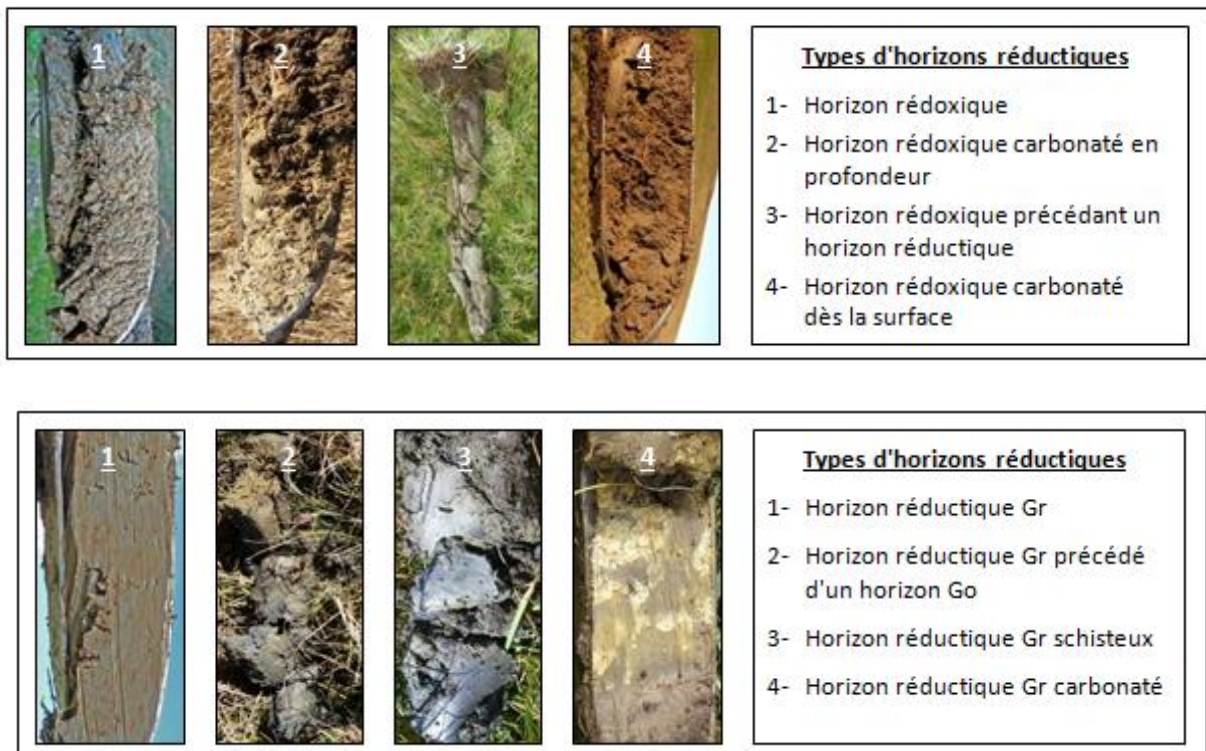 1
2
3
4
Types d'horizons réductiques
1- Horizon rédoxique
2- Horizon rédoxique carbonaté en
profondeur
3- Horizon rédoxique précédant un
horizon réductique
4- Horizon rédoxique carbonaté
dès la surface
1
2
3
4
Types d'horizons réductiques
1- Horizon réductique Gr
2- Horizon réductique Gr précédé
d'un horizon Go
3- Horizon réductique Gr schisteux
4- Horizon réductique Gr carbonaté